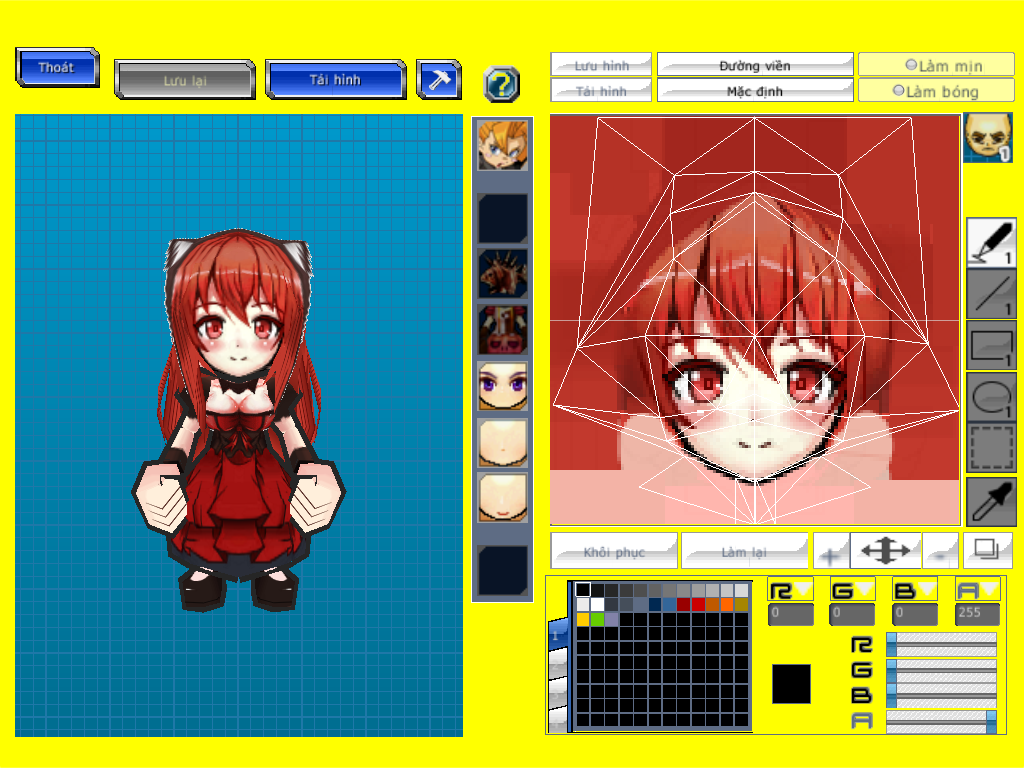 Thoát
Lưu lại
Tải hình
?
Lưu hình
Đường viền
Làm mịn
Tải hình
Mặc định
Làm bóng
1
1
1
1
1
Khôi phục
Làm lại
+
-
R G B A
0 0 0 255
1
R
G
B
A